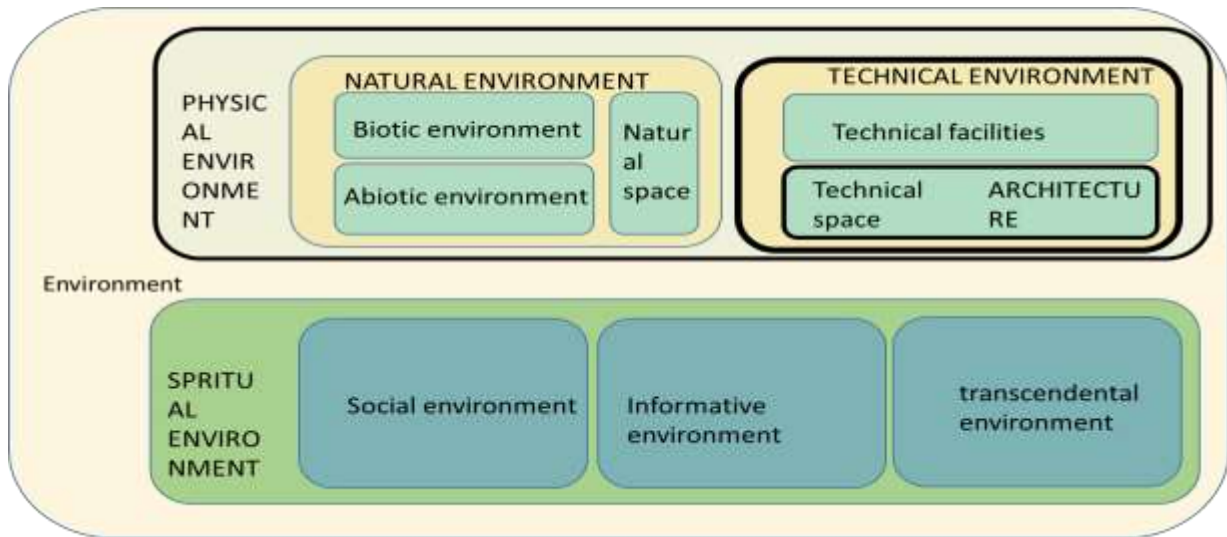 NATURAL ENVIRONMENT
TECHNICAL ENVIRONMENT
PHYSIC
AL
ENVIR
ONME
NT
Biotic environment
Abiotic environment
Natur
al
space
Technical facilities
Technical
space
ARCHITECTU
RE
Environment
SPRITU
AL
ENVIRO
NMENT
Social environment
Informative
environment
transcendental
environment